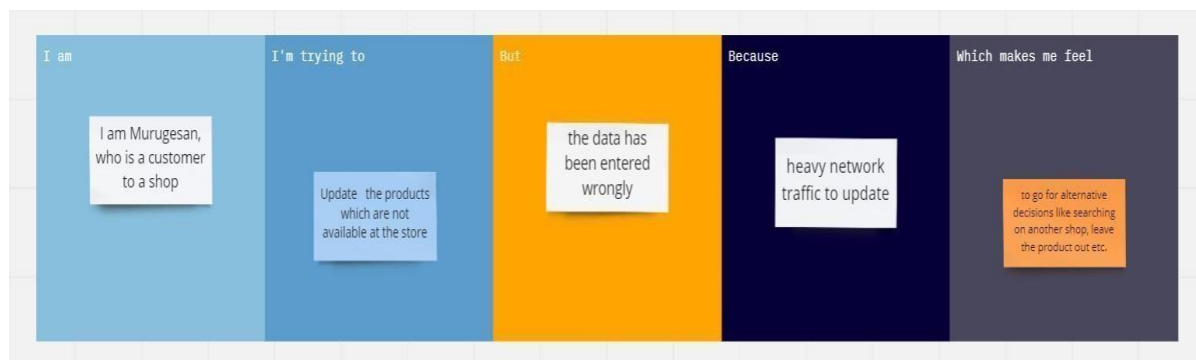 I am
I'm trying to
But
Because
Which makes me feel
I am Murugesan,
who is a customer
to a shop
Update the products
which are not
available at the store
the data has
been entered
wrongly
heavy network
traffic to update
to go for alternative
decisions like searching
on another shop, leave
the product out etc.